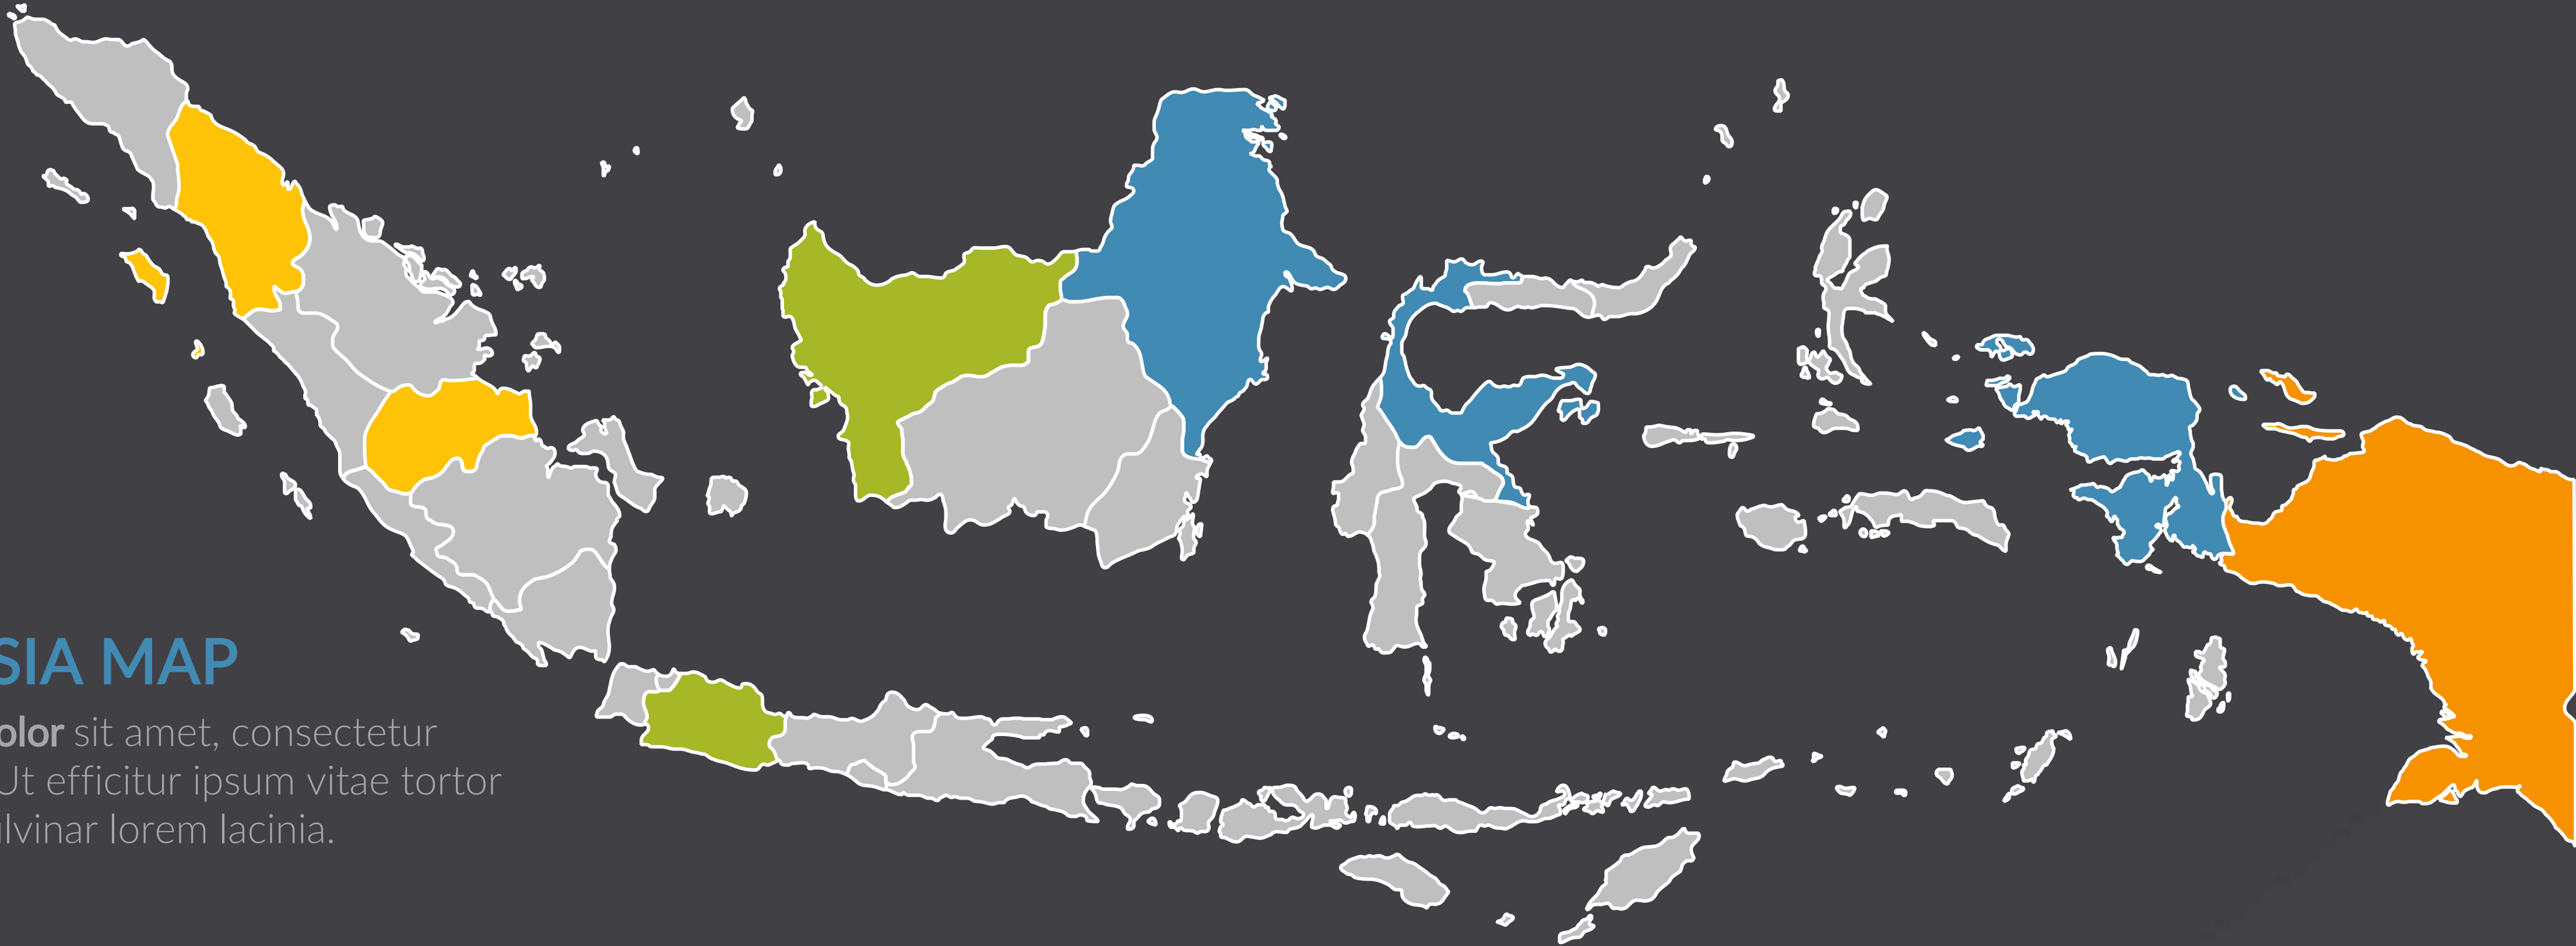 SIA MAP
olor sit amet, consectetur
Ut efficitur ipsum vitae tortor
lvinar lorem lacinia.